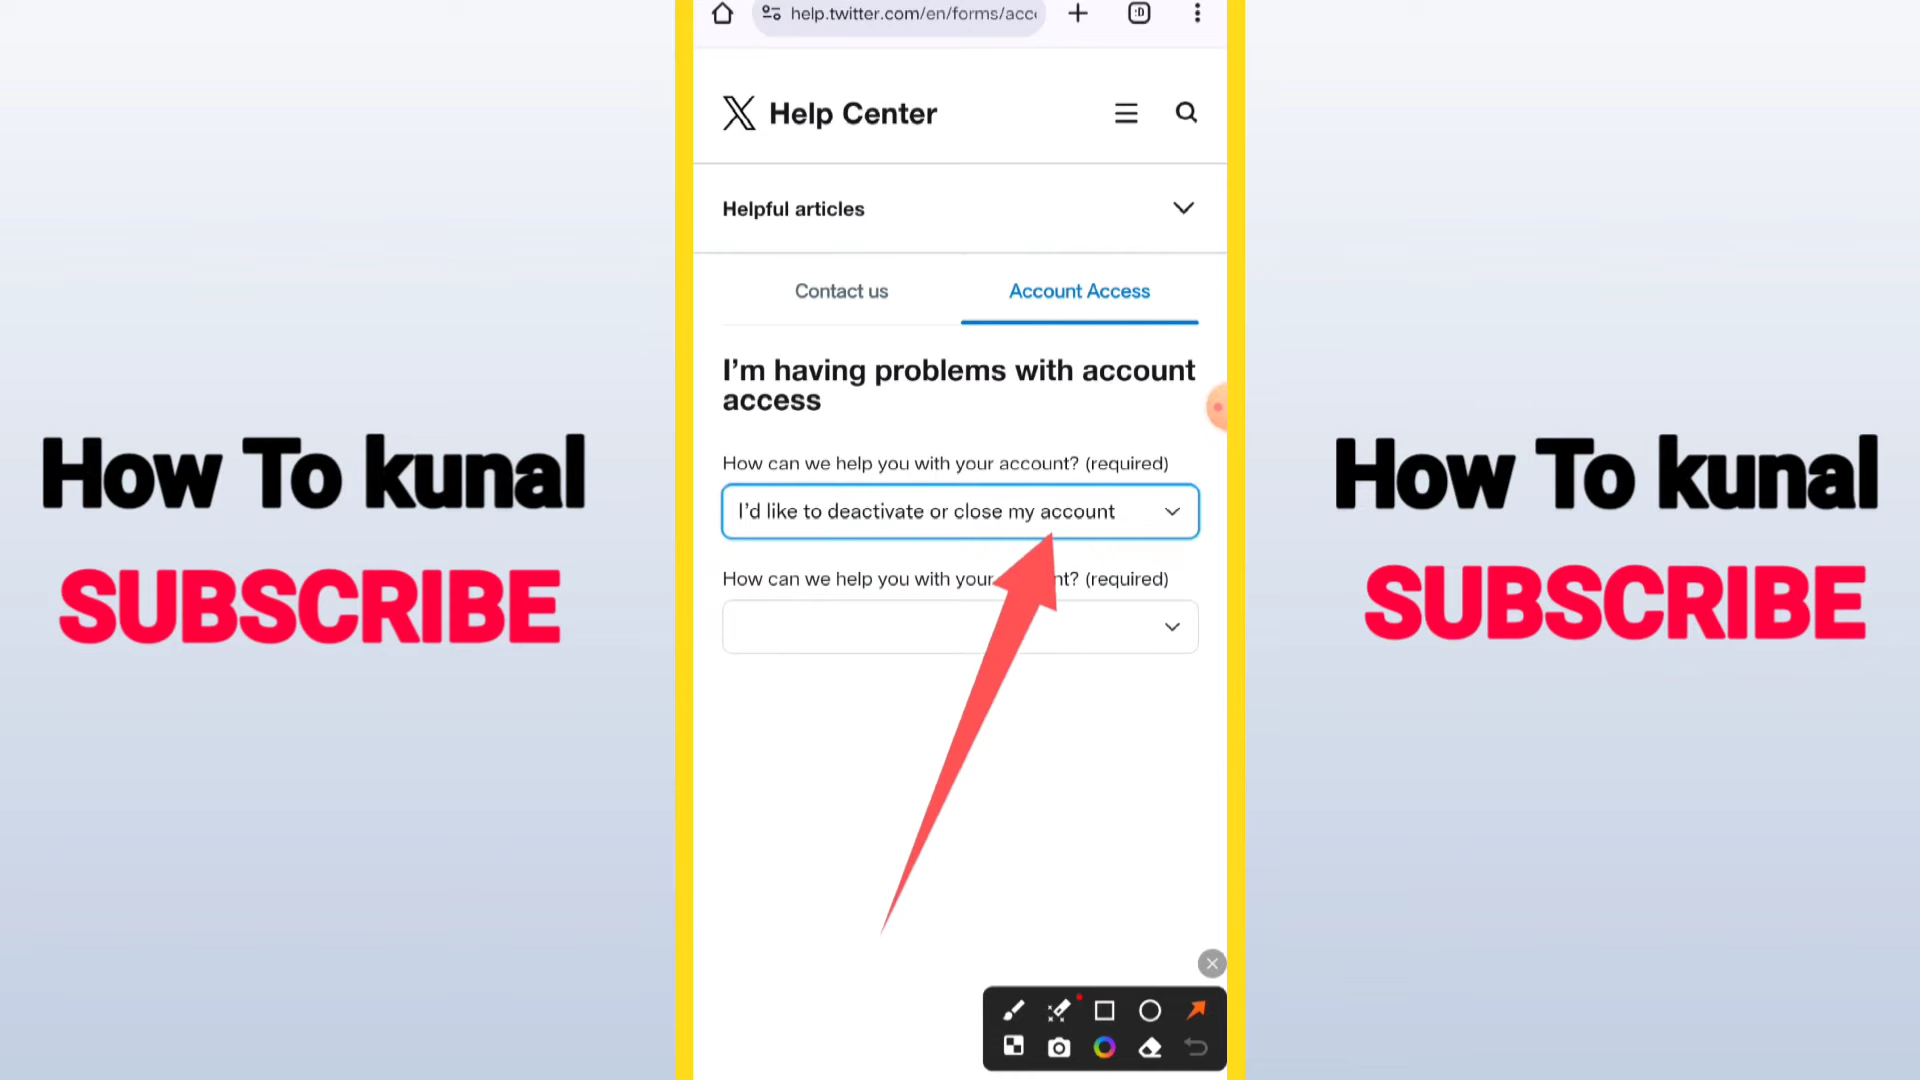 help.twitter.com/en/forms/acc
:D
X Help Center
Helpful articles
Contact us
Account Access
I'm having problems with account
access
How can we help you with your account? (required)
I'd like to deactivate or close my account
How can we help you with your nt? (required)
How To kunal
SUBSCRIBE
How To kunal
SUBSCRIBE